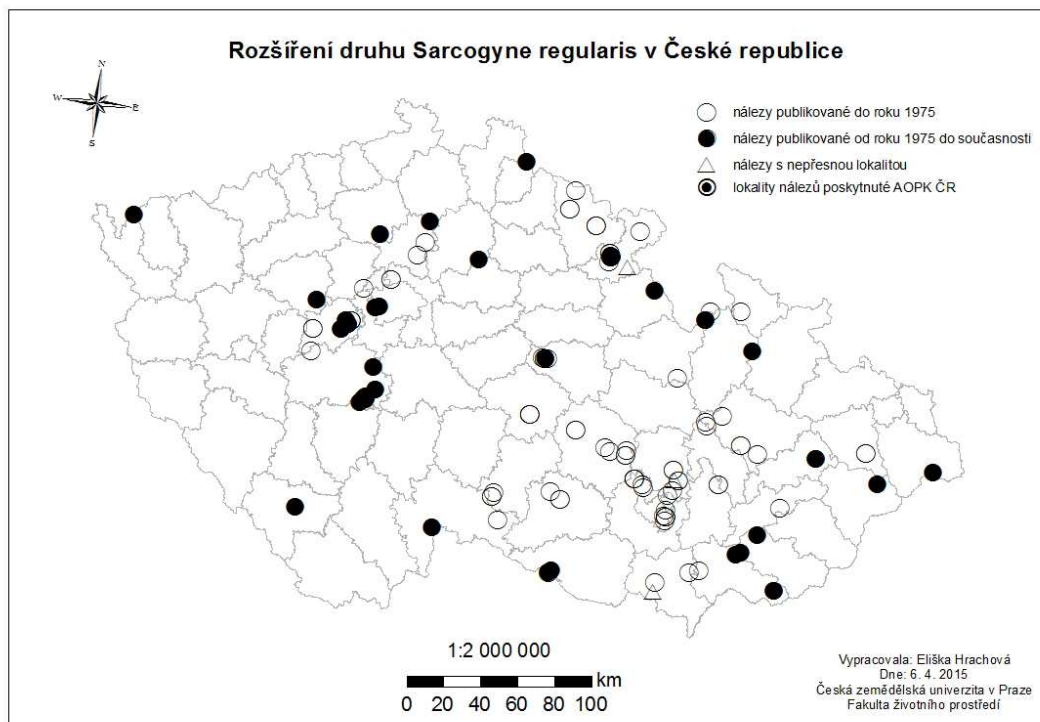 Rozšíření druhu Sarcogyne regularis v České republice
N
W E
S
nálezy publikované do roku 1975
nálezy publikované od roku 1975 do současnosti
nálezy s nepřesnou lokalitou
lokality nálezů poskytnuté AOPK ČR
1:2 000 000
km
0 20 40 60 80 100
Vypracovala: Eliška Hrachová
Dne: 6. 4. 2015
Česká zemědělská univerzita v Praze
Fakulta životního prostředí